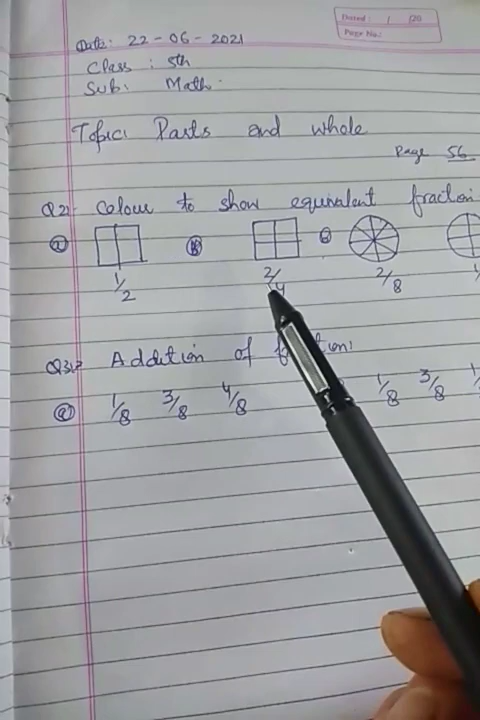 Dated: / /20
Page No.:
Date: 22-06-2021
Class: 5th
Sub: Math.
Topic: Parts and whole
Page 56
Q2: Colour to show equivalent fraction
1/2 2/4 2/8
Q3: Addition of
a 1/8 3/8 4/8 1/8 3/8